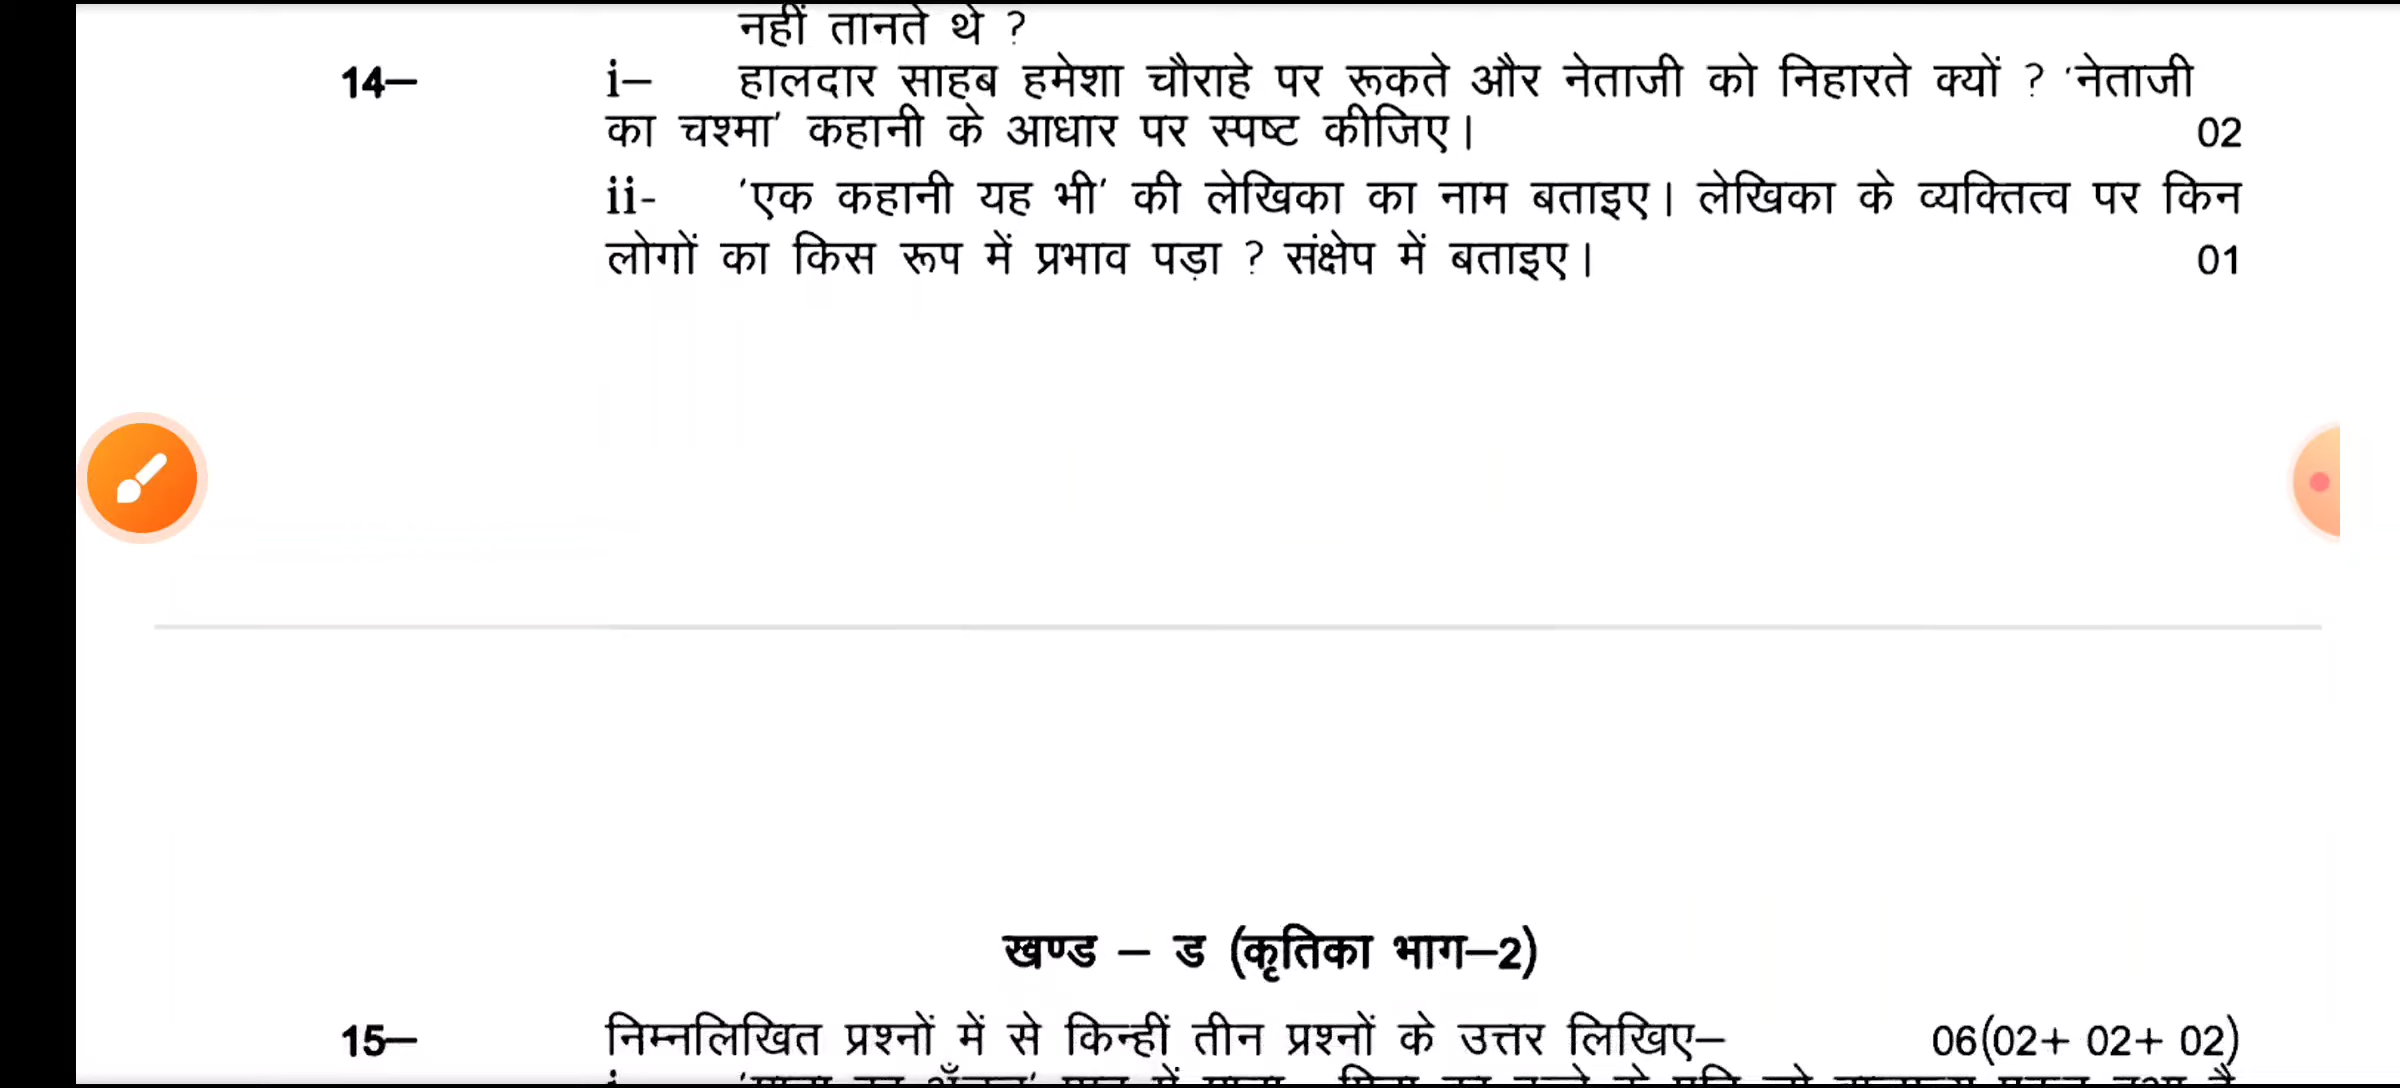 नहीं तानते थे ?
14– i– हालदार साहब हमेशा चौराहे पर रूकते और नेताजी को निहारते क्यों ? 'नेताजी
का चश्मा' कहानी के आधार पर स्पष्ट कीजिए। 02
ii- 'एक कहानी यह भी' की लेखिका का नाम बताइए। लेखिका के व्यक्तित्व पर किन
लोगों का किस रूप में प्रभाव पड़ा ? संक्षेप में बताइए। 01
खण्ड – ड (कृतिका भाग–2)
15– निम्नलिखित प्रश्नों में से किन्हीं तीन प्रश्नों के उत्तर लिखिए– 06(02+ 02+ 02)